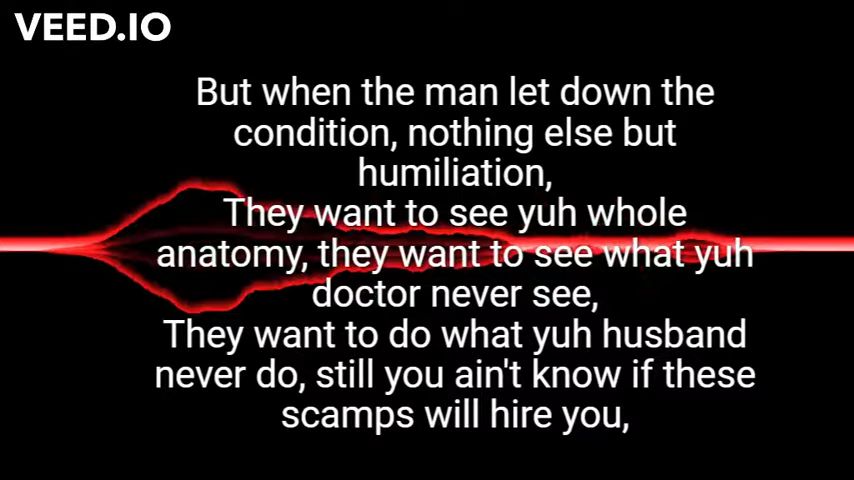 VEED.IO
But when the man let down the
condition, nothing else but
humiliation,
They want to see yuh whole
anatomy, they want to see what yuh
doctor never see,
They want to do what yuh husband
never do, still you ain't know if these
scamps will hire you,